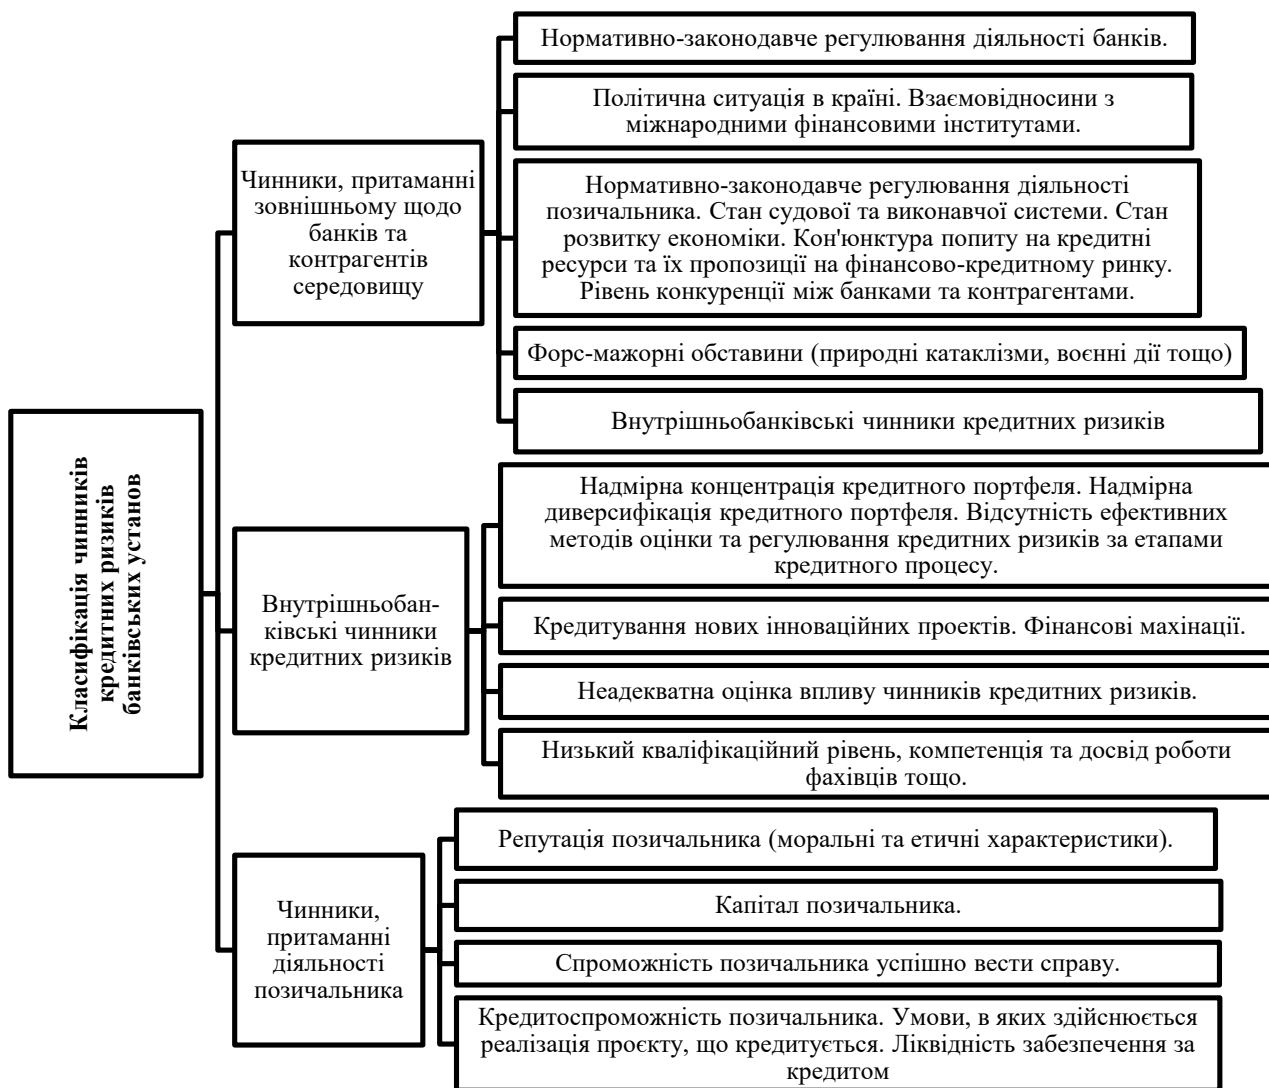 Класифікація чинників
кредитних ризиків
банківських установ
Чинники, притаманні
зовнішньому щодо
банків та
контрагентів
середовищу
Нормативно-законодавче регулювання діяльності банків.
Політична ситуація в країні. Взаємовідносини з
міжнародними фінансовими інститутами.
Нормативно-законодавче регулювання діяльності
позичальника. Стан судової та виконавчої системи. Стан
розвитку економіки. Кон'юнктура попиту на кредитні
ресурси та їх пропозиції на фінансово-кредитному ринку.
Рівень конкуренції між банками та контрагентами.
Форс-мажорні обставини (природні катаклізми, воєнні дії тощо)
Внутрішньобанківські чинники кредитних ризиків
Внутрішньобан-
ківські чинники
кредитних ризиків
Надмірна концентрація кредитного портфеля. Надмірна
диверсифікація кредитного портфеля. Відсутність ефективних
методів оцінки та регулювання кредитних ризиків за етапами
кредитного процесу.
Кредитування нових інноваційних проектів. Фінансові махінації.
Неадекватна оцінка впливу чинників кредитних ризиків.
Низький кваліфікаційний рівень, компетенція та досвід роботи
фахівців тощо.
Чинники,
притаманні
діяльності
позичальника
Репутація позичальника (моральні та етичні характеристики).
Капітал позичальника.
Спроможність позичальника успішно вести справу.
Кредитоспроможність позичальника. Умови, в яких здійснюється
реалізація проєкту, що кредитується. Ліквідність забезпечення за
кредитом